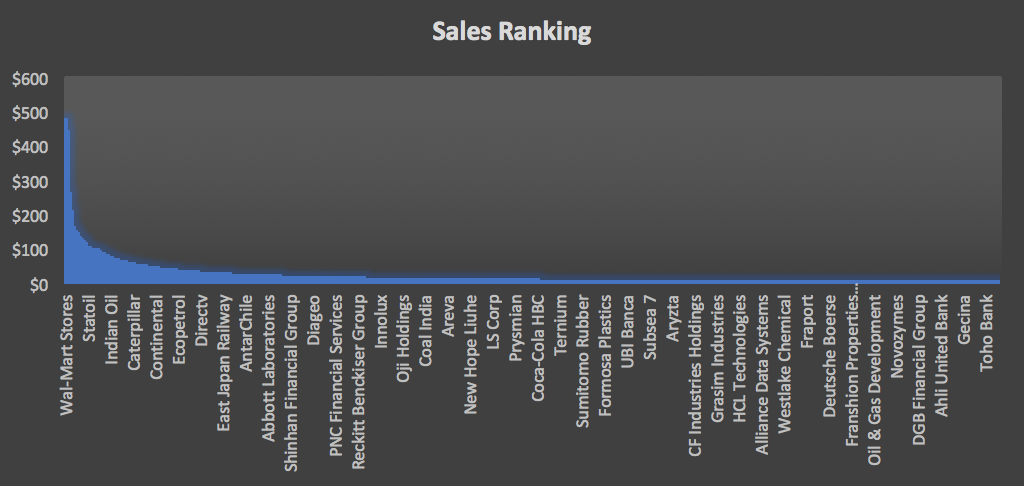 Sales Ranking
$600
$500
$400
$300
$200
$100
$0
Wal-Mart Stores
Statoil
Indian Oil
Caterpillar
Continental
Ecopetrol
Directv
East Japan Railway
AntarChile
Abbott Laboratories
Shinhan Financial Group
Diageo
PNC Financial Services
Reckitt Benckiser Group
Innolux
Oji Holdings
Coal India
Areva
New Hope Liuhe
LS Corp
Prysmian
Coca-Cola HBC
Ternium
Sumitomo Rubber
Formosa Plastics
UBI Banca
Subsea 7
Aryzta
CF Industries Holdings
Grasim Industries
HCL Technologies
Alliance Data Systems
Westlake Chemical
Fraport
Deutsche Boerse
Franshion Properties…
Oil & Gas Development
Novozymes
DGB Financial Group
Ahli United Bank
Gecina
Toho Bank